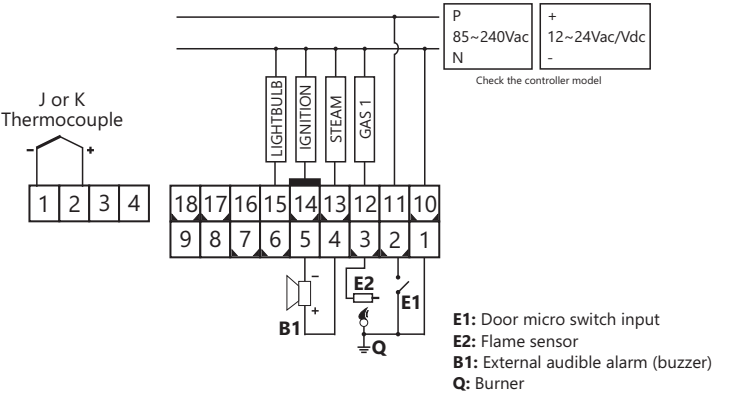 P
85~240Vac
N
+
12~24Vac/Vdc
-
Check the controller model
J or K
Thermocouple
- +
LIGHTBULB
IGNITION
STEAM
GAS 1
1 2 3 4
18 17 16 15 14 13 12 11 10
9 8 7 6 5 4 3 2 1
-
+
B1
E2
E1
Q
E1: Door micro switch input
E2: Flame sensor
B1: External audible alarm (buzzer)
Q: Burner